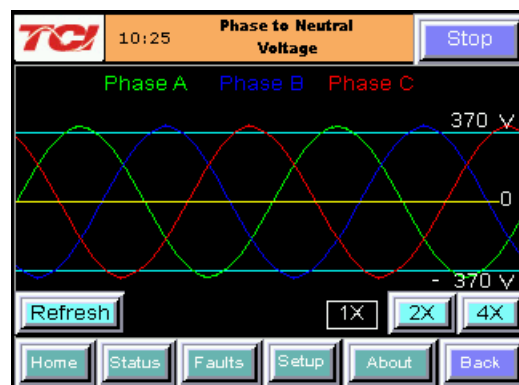 TCI 10:25 Phase to Neutral Stop
Voltage
Phase A Phase B Phase C
370 V
0
- 370 V
Refresh 1X 2X 4X
Home Status Faults Setup About Back